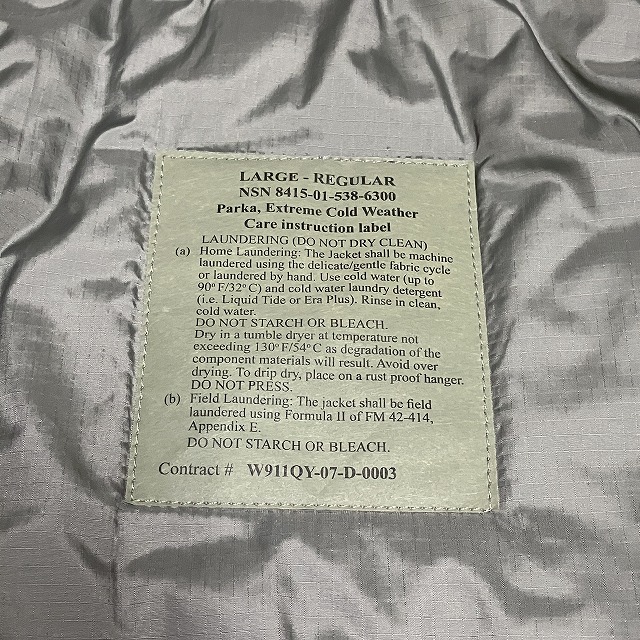 LARGE - REGULAR
NSN 8415-01-538-6300
Parka, Extreme Cold Weather
Care instruction label
LAUNDERING (DO NOT DRY CLEAN)
(a) Home Laundering: The Jacket shall be machine
laundered using the delicate/gentle fabric cycle
or laundered by hand. Use cold water (up to
90° F/32° C) and cold water laundry detergent
(i.e. Liquid Tide or Era Plus). Rinse in clean,
cold water.
DO NOT STARCH OR BLEACH.
Dry in a tumble dryer at temperature not
exceeding 130° F/54° C as degradation of the
component materials will result. Avoid over
drying. To drip dry, place on a rust proof hanger.
DO NOT PRESS.
(b) Field Laundering: The jacket shall be field
laundered using Formula II of FM 42-414,
Appendix E.
DO NOT STARCH OR BLEACH.
Contract # W911QY-07-D-0003